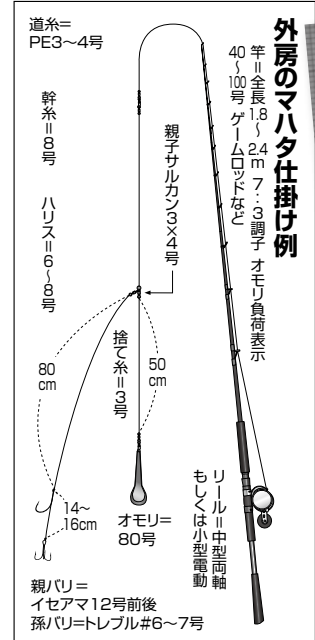 外房のマハタ仕掛け例
竿=全長1.8~2.4m 7:3調子 オモリ負荷表示
40~100号 ゲームロッドなど
道糸=
PE3~4号
幹糸=8号
ハリス=6~8号
親子サルカン3×4号
捨て糸=3号
50
cm
80
cm
14~
16cm
オモリ=
80号
リール=中型両軸
もしくは小型電動
親バリ=
イセアマ12号前後
孫バリ=トレブル#6~7号